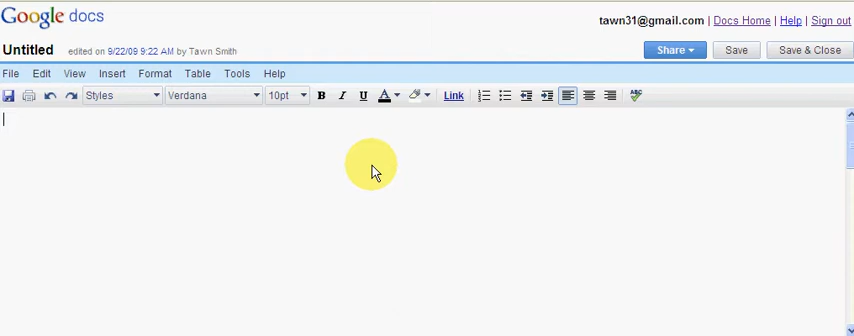 Google docs
tawn31@gmail.com | Docs Home | Help | Sign out
Untitled edited on 9/22/09 9:22 AM by Tawn Smith Share Save Save & Close
File Edit View Insert Format Table Tools Help
Styles Verdana 10pt B I U A Link ABC